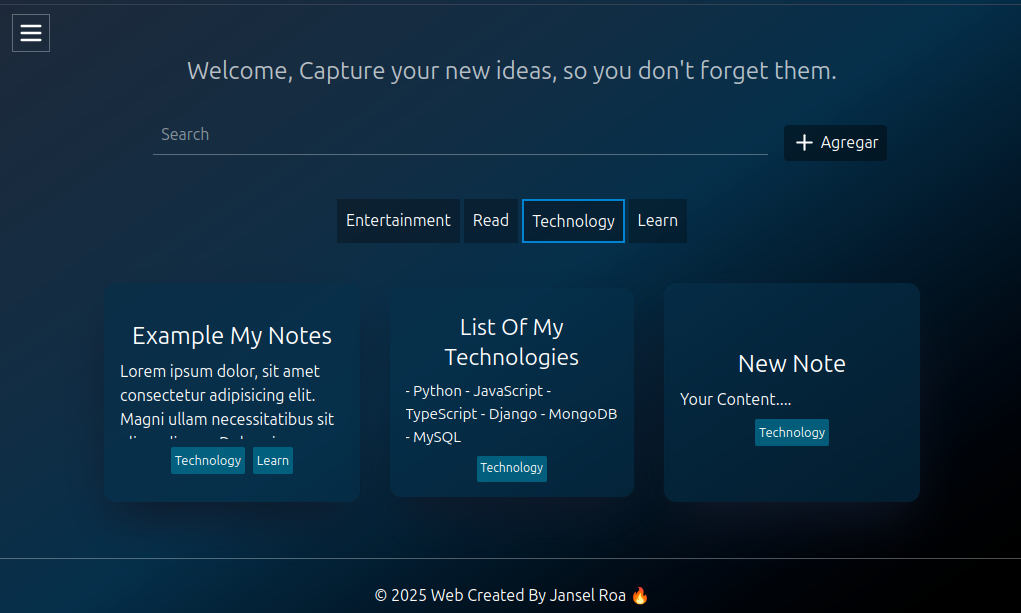 Welcome, Capture your new ideas, so you don't forget them.
Search
Agregar
Entertainment
Read
Technology
Learn
Example My Notes
Lorem ipsum dolor, sit amet
consectetur adipisicing elit.
Magni ullam necessitatibus sit
Technology
Learn
List Of My
Technologies
- Python - JavaScript -
TypeScript - Django - MongoDB
- MySQL
Technology
New Note
Your Content....
Technology
© 2025 Web Created By Jansel Roa 🔥